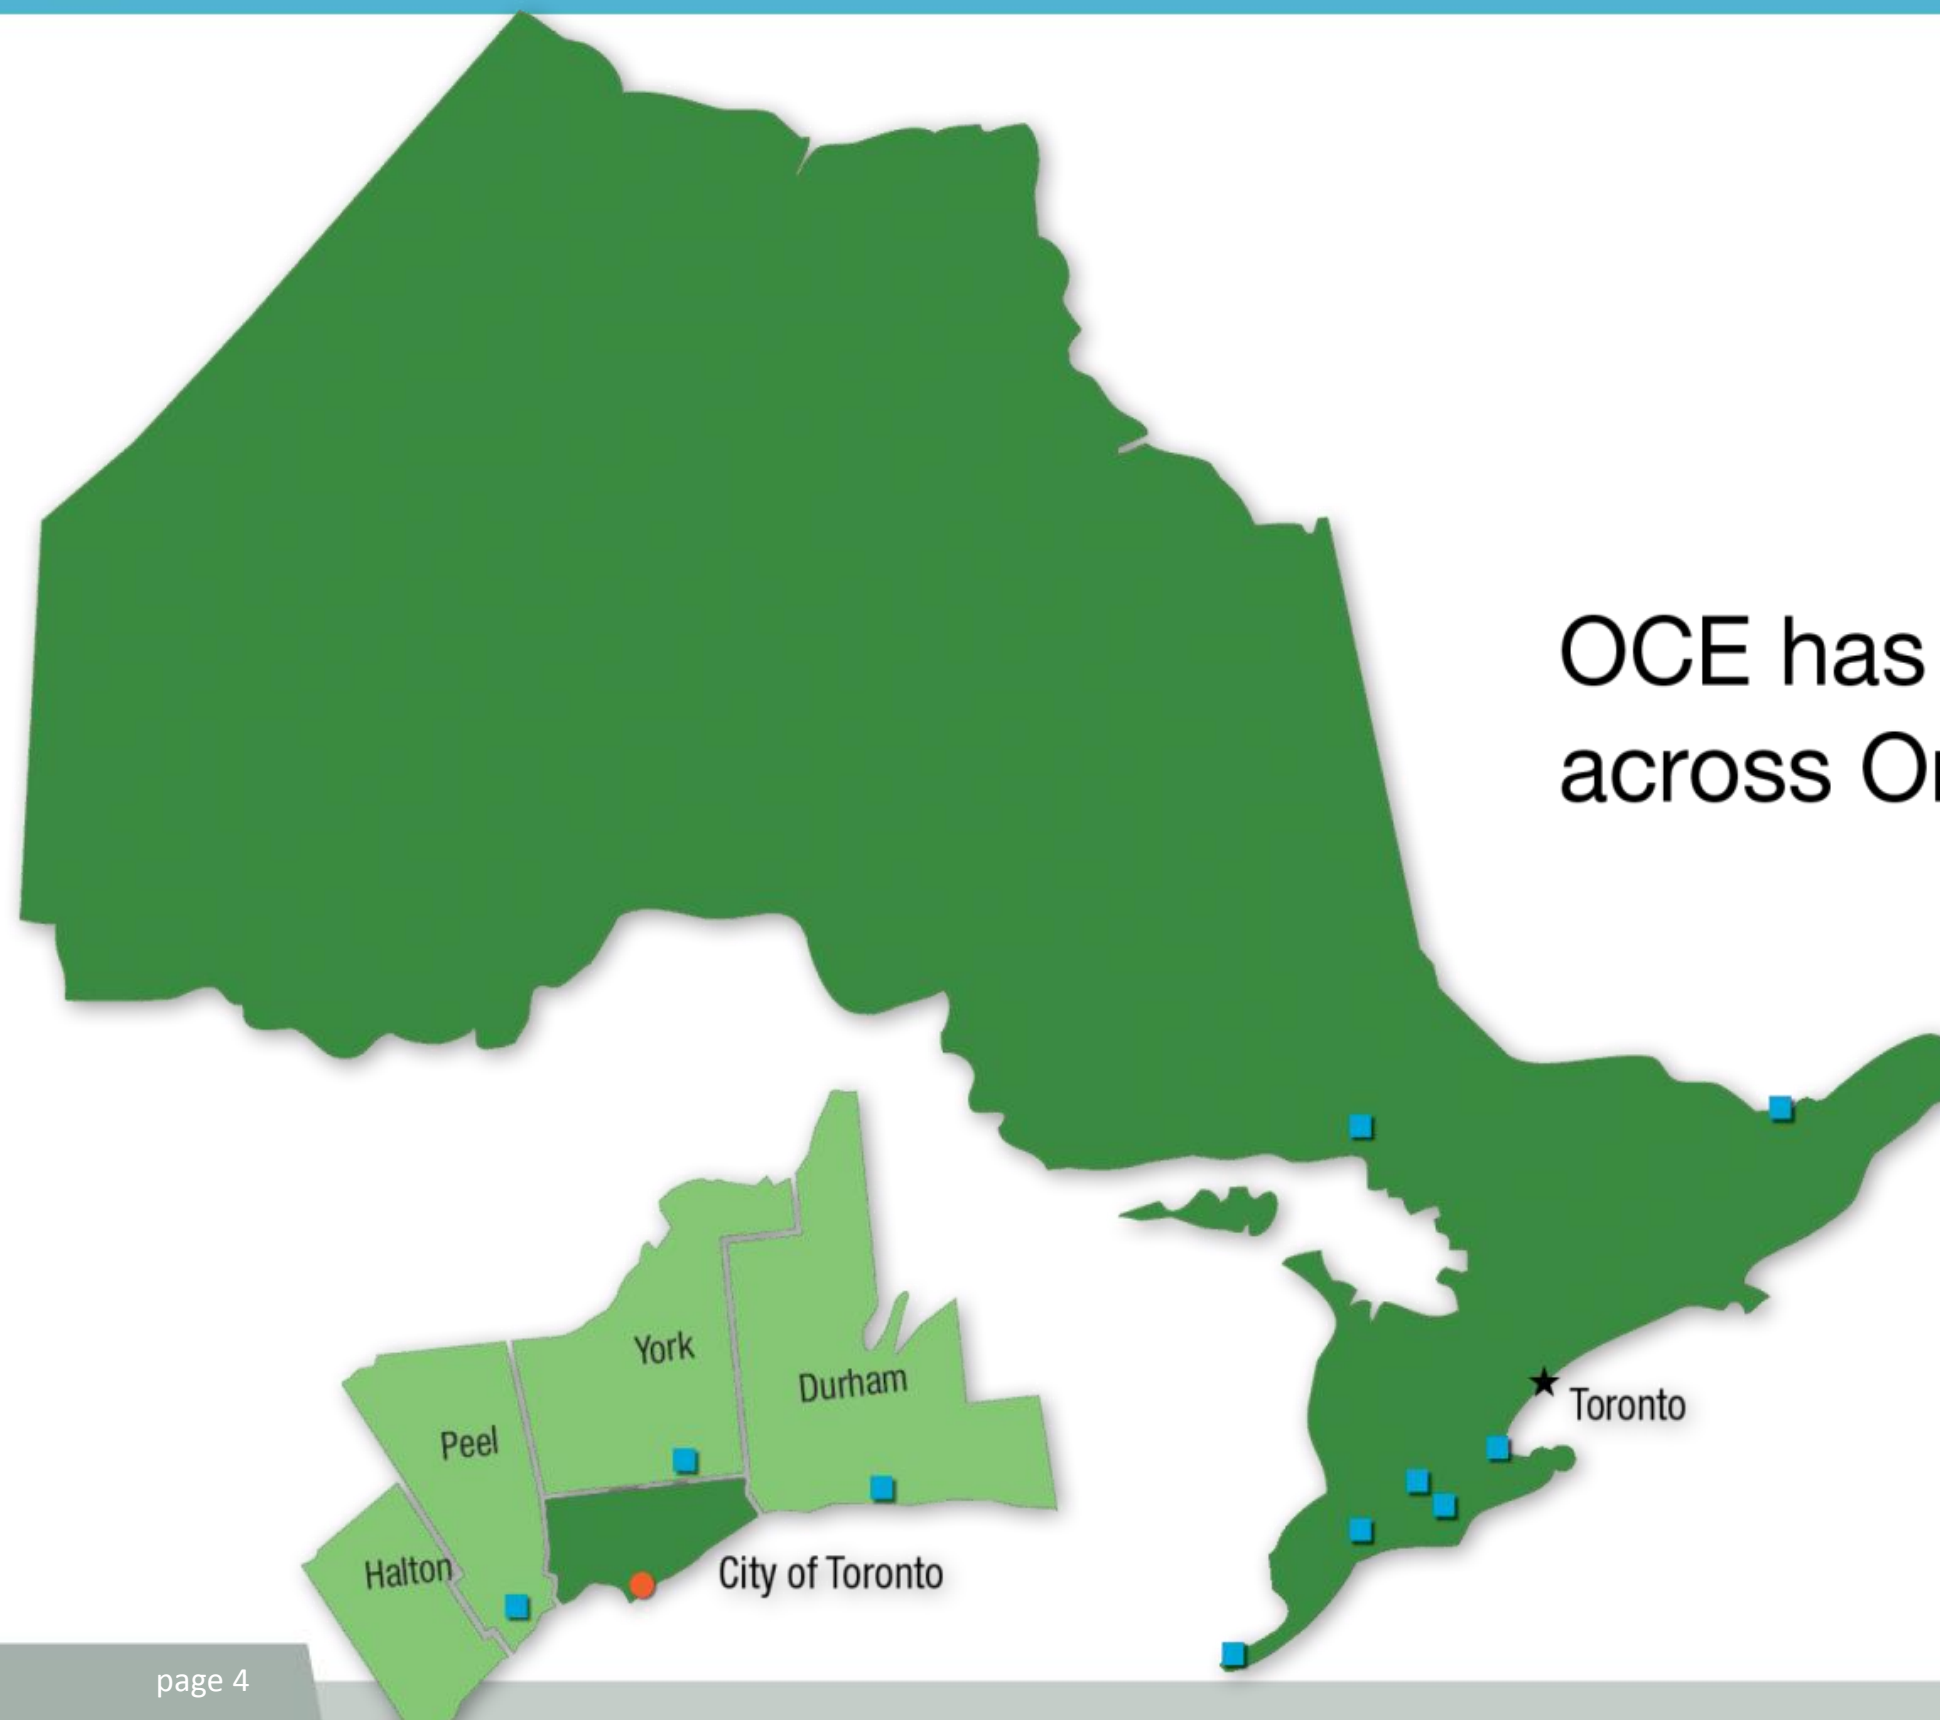 OCE has
across
York
Durham
Peel
Toronto
Halton
City of Toronto
page 4